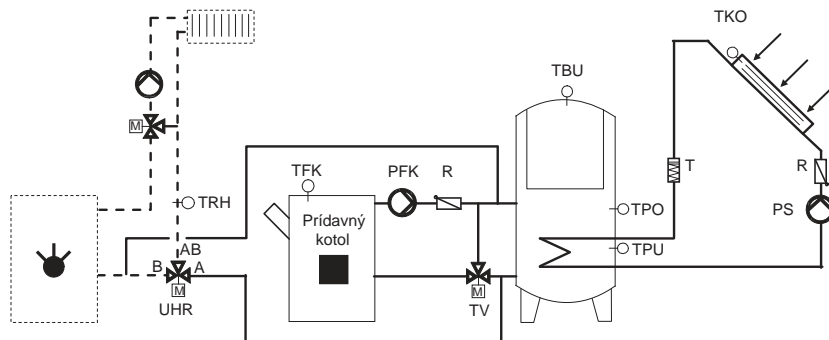 TKO
TBU
M
TFK
PFK
R
T
R
TRH
Prídavný
kotol
TPO
PS
AB
TPU
B
A
M
M
UHR
TV